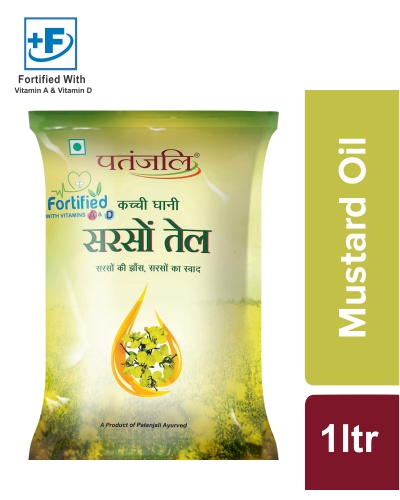 +F
Fortified With
Vitamin A & Vitamin D
पतंजलि®
Fortified
WITH VITAMINS A & D
कच्ची घानी
सरसों तेल
सरसों की झाँस, सरसों का स्वाद
A Product of Patanjali Ayurved
Mustard Oil
1ltr